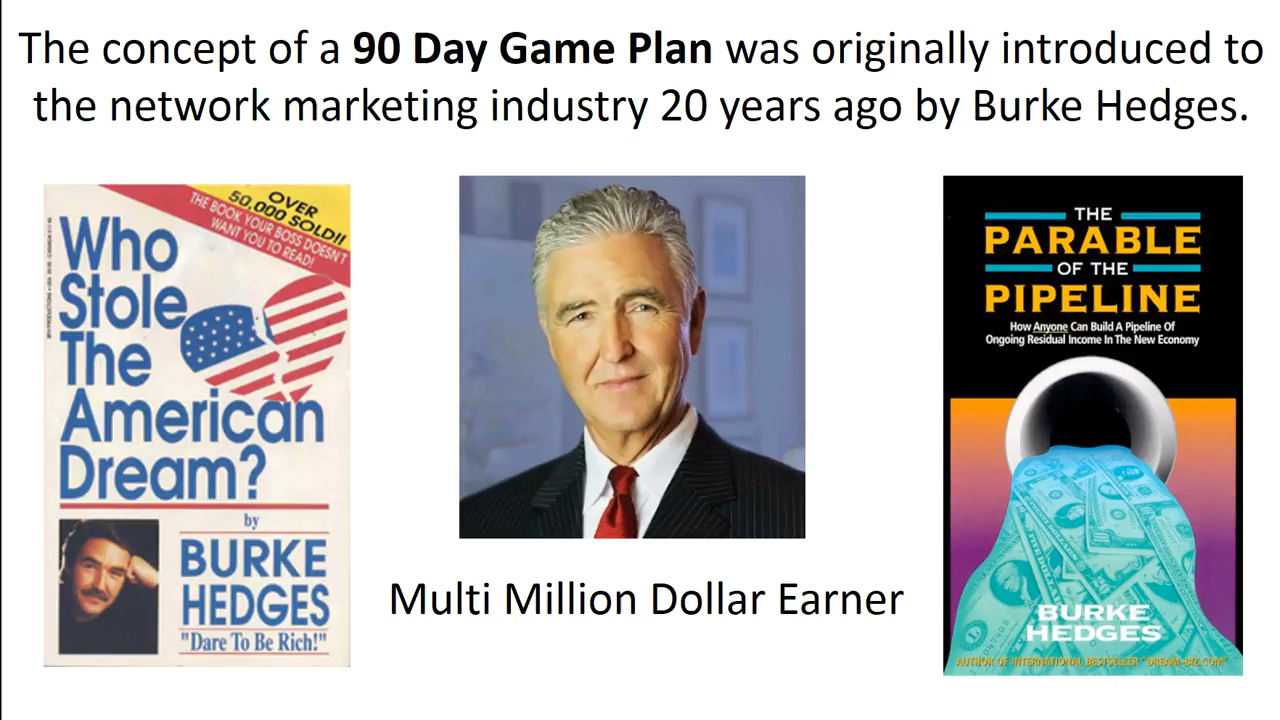 The concept of a 90 Day Game Plan was originally introduced to
the network marketing industry 20 years ago by Burke Hedges.
OVER
50,000 SOLD!!
THE BOOK YOUR BOSS DOESN'T
WANT YOU TO READ!
Who
Stole
The
American
Dream?
by
BURKE
HEDGES
"Dare To Be Rich!"
Multi Million Dollar Earner
THE
PARABLE
OF THE
PIPELINE
How Anyone Can Build A Pipeline Of
Ongoing Residual Income In The New Economy
BURKE
HEDGES
AUTHOR OF INTERNATIONAL BESTSELLER "DREAM-BIZ.COM"